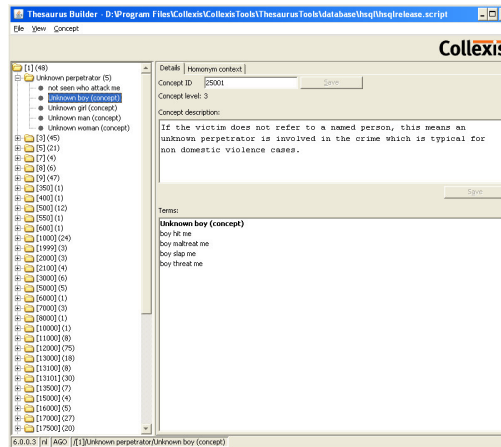 Thesaurus Builder - D:\Program Files\Collexis\CollexisTools\ThesaurusTools\database\hsql\hsqlrelease.script
File View Concept
Collexis
[1] (48)
Unknown perpetrator (5)
not seen who attack me
Unknown boy (concept)
Unknown girl (concept)
Unknown man (concept)
Unknown woman (concept)
[3] (45)
[5] (21)
[7] (4)
[8] (6)
[9] (47)
[350] (1)
[400] (1)
[500] (12)
[550] (1)
[600] (1)
[1000] (24)
[1999] (3)
[2000] (3)
[2100] (4)
[3000] (6)
[5000] (5)
[6000] (1)
[7000] (3)
[8000] (1)
[10000] (1)
[11000] (8)
[12000] (75)
[13000] (18)
[13100] (8)
[13101] (30)
[13500] (7)
[15000] (4)
[16000] (5)
[17000] (27)
[17500] (20)
Details Homonym context
Concept ID 25001 Save
Concept level: 3
Concept description:
If the victim does not refer to a named person, this means an
unknown perpetrator is involved in the crime which is typical for
non domestic violence cases.
Save
Terms:
Unknown boy (concept)
boy hit me
boy maltreat me
boy slap me
boy threat me
6.0.0.3 nl AGO /[1]/Unknown perpetrator/Unknown boy (concept)